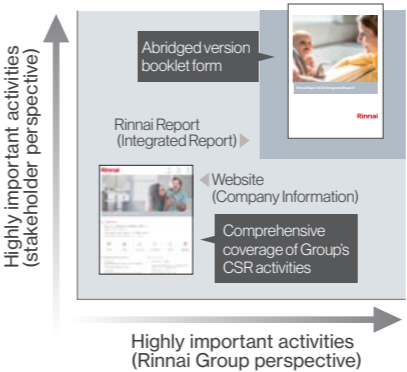 Highly important activities
(stakeholder perspective)
Abridged version
booklet form
Rinnai
Rinnai Report
(Integrated Report)
Rinnai
Website
(Company Information)
Comprehensive
coverage of Group's
CSR activities
Highly important activities
(Rinnai Group perspective)